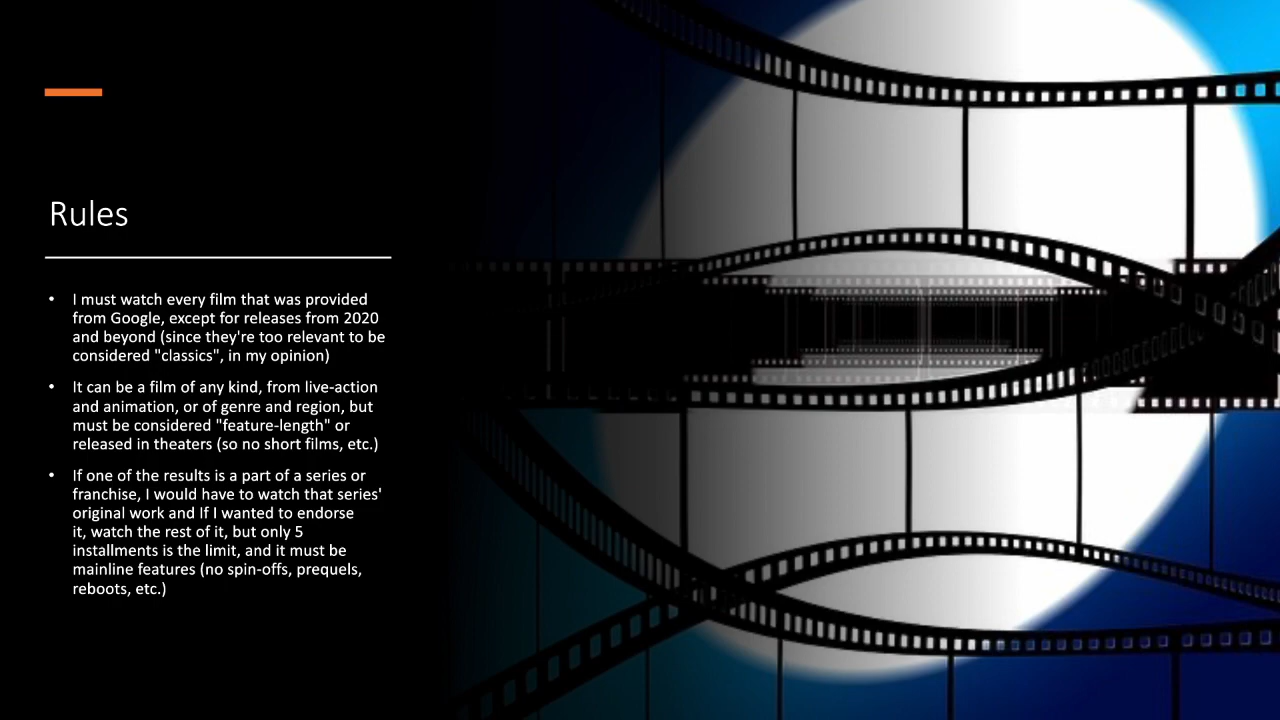 Rules
• I must watch every film that was provided
from Google, except for releases from 2020
and beyond (since they're too relevant to be
considered "classics", in my opinion)
• It can be a film of any kind, from live-action
and animation, or of genre and region, but
must be considered "feature-length" or
released in theaters (so no short films, etc.)
• If one of the results is a part of a series or
franchise, I would have to watch that series'
original work and If I wanted to endorse
it, watch the rest of it, but only 5
installments is the limit, and it must be
mainline features (no spin-offs, prequels,
reboots, etc.)